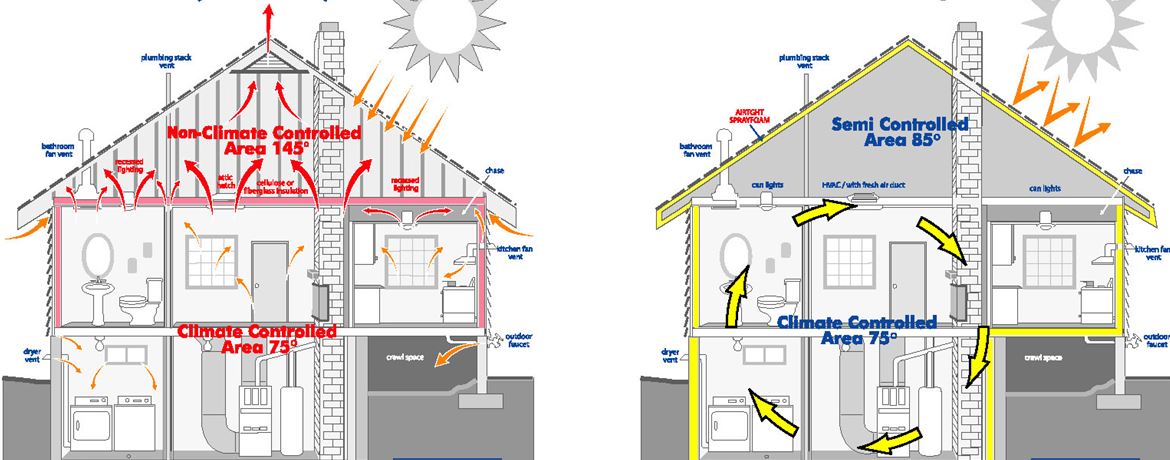 plumbing stack
vent
Non-Climate Controlled
Area 145°
bathroom
fan vent
recessed
lighting
attic
hatch
cellulose or
fiberglass insulation
recessed
lighting
chase
kitchen fan
vent
Climate Controlled
Area 75°
dryer
vent
crawl space
outdoor
faucet
plumbing stack
vent
AIRTGHT
SPRAYFOAM
Semi Controlled
Area 85°
bathroom
fan vent
can lights
HVAC / with fresh air duct
can lights
chase
kitchen fan
vent
Climate Controlled
Area 75°
dryer
vent
crawl space
outdoor
faucet